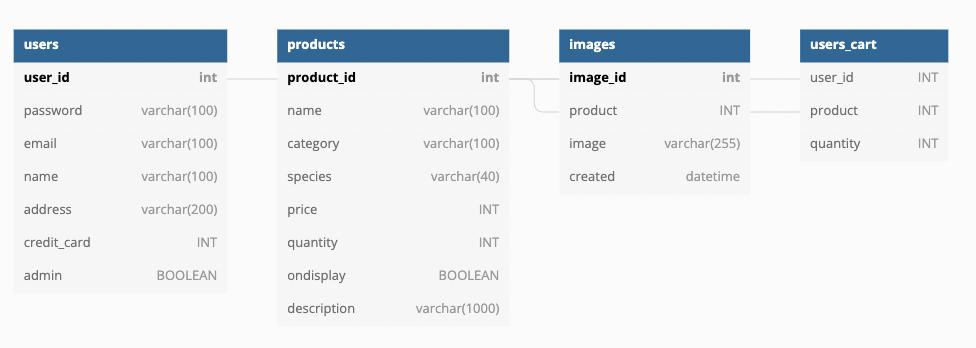 users
user_id int
password varchar(100)
email varchar(100)
name varchar(100)
address varchar(200)
credit_card INT
admin BOOLEAN
products
product_id int
name varchar(100)
category varchar(100)
species varchar(40)
price INT
quantity INT
ondisplay BOOLEAN
description varchar(1000)
images
image_id int
product INT
image varchar(255)
created datetime
users_cart
user_id INT
product INT
quantity INT